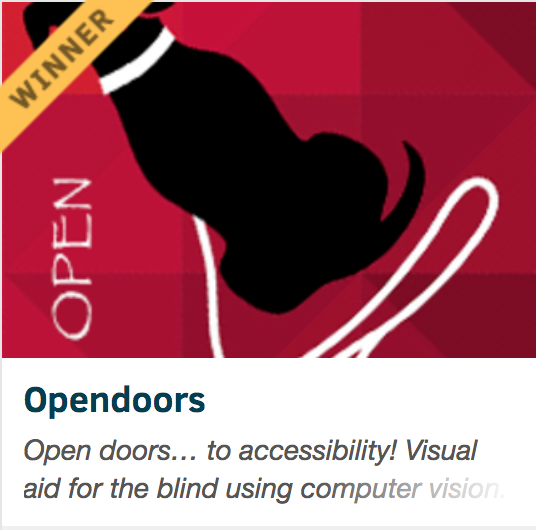 WINNER
OPEN
Opendoors
Open doors… to accessibility! Visual
aid for the blind using computer vision.